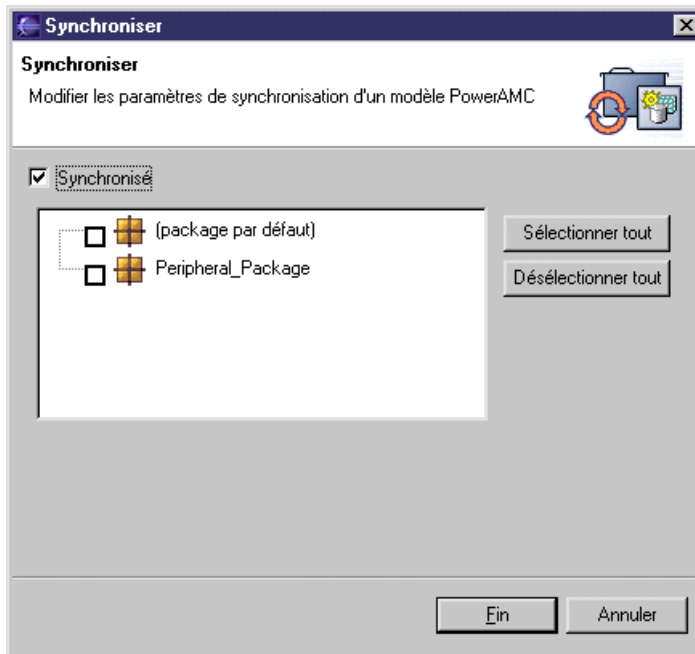 Synchroniser
Synchroniser
Modifier les paramètres de synchronisation d'un modèle PowerAMC
Synchronisé
(package par défaut)
Sélectionner tout
Peripheral_Package
Désélectionner tout
Fin
Annuler